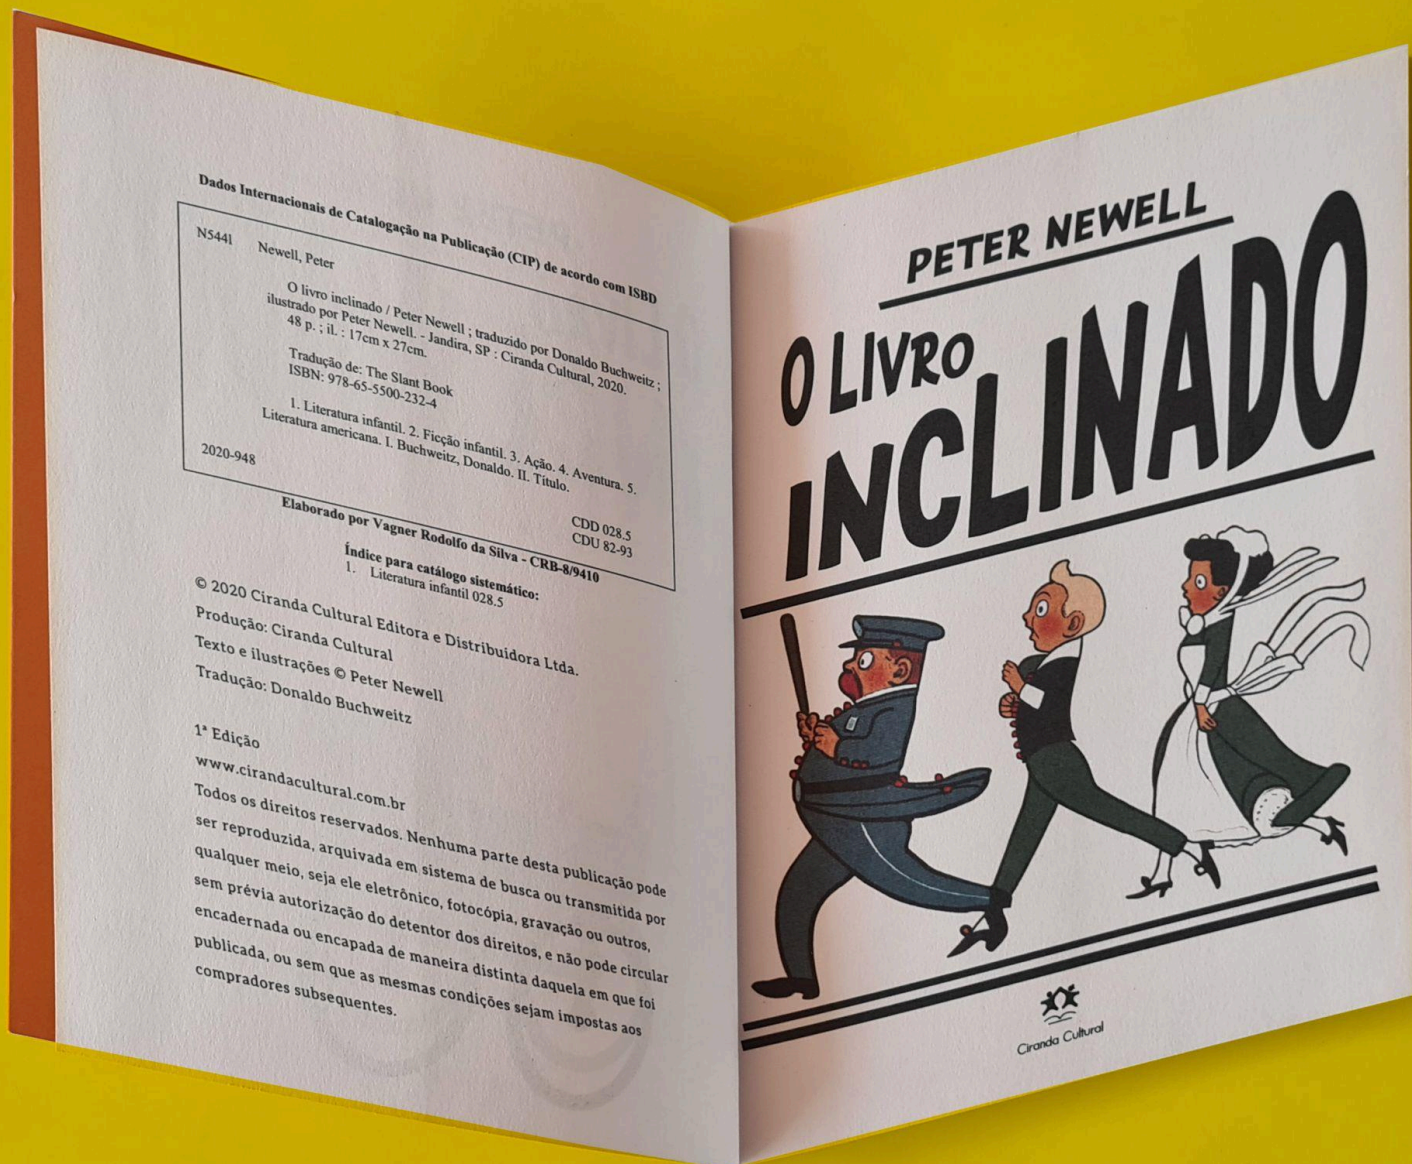 Dados Internacionais de Catalogação na Publicação (CIP) de acordo com ISBD
N544l
Newell, Peter
O livro inclinado / Peter Newell ; traduzido por Donaldo Buchweitz ;
ilustrado por Peter Newell. - Jandira, SP : Ciranda Cultural, 2020.
48 p. ; il. : 17cm x 27cm.
Tradução de: The Slant Book
ISBN: 978-65-5500-232-4
1. Literatura infantil. 2. Ficção infantil. 3. Ação. 4. Aventura. 5.
Literatura americana. I. Buchweitz, Donaldo. II. Título.
2020-948
CDD 028.5
CDU 82-93
Elaborado por Vagner Rodolfo da Silva - CRB-8/9410
Índice para catálogo sistemático:
1. Literatura infantil 028.5
© 2020 Ciranda Cultural Editora e Distribuidora Ltda.
Produção: Ciranda Cultural
Texto e ilustrações © Peter Newell
Tradução: Donaldo Buchweitz
1ª Edição
www.cirandacultural.com.br
Todos os direitos reservados. Nenhuma parte desta publicação pode
ser reproduzida, arquivada em sistema de busca ou transmitida por
qualquer meio, seja ele eletrônico, fotocópia, gravação ou outros,
sem prévia autorização do detentor dos direitos, e não pode circular
encadernada ou encapada de maneira distinta daquela em que foi
publicada, ou sem que as mesmas condições sejam impostas aos
compradores subsequentes.
PETER NEWELL
O LIVRO
INCLINADO
Ciranda Cultural